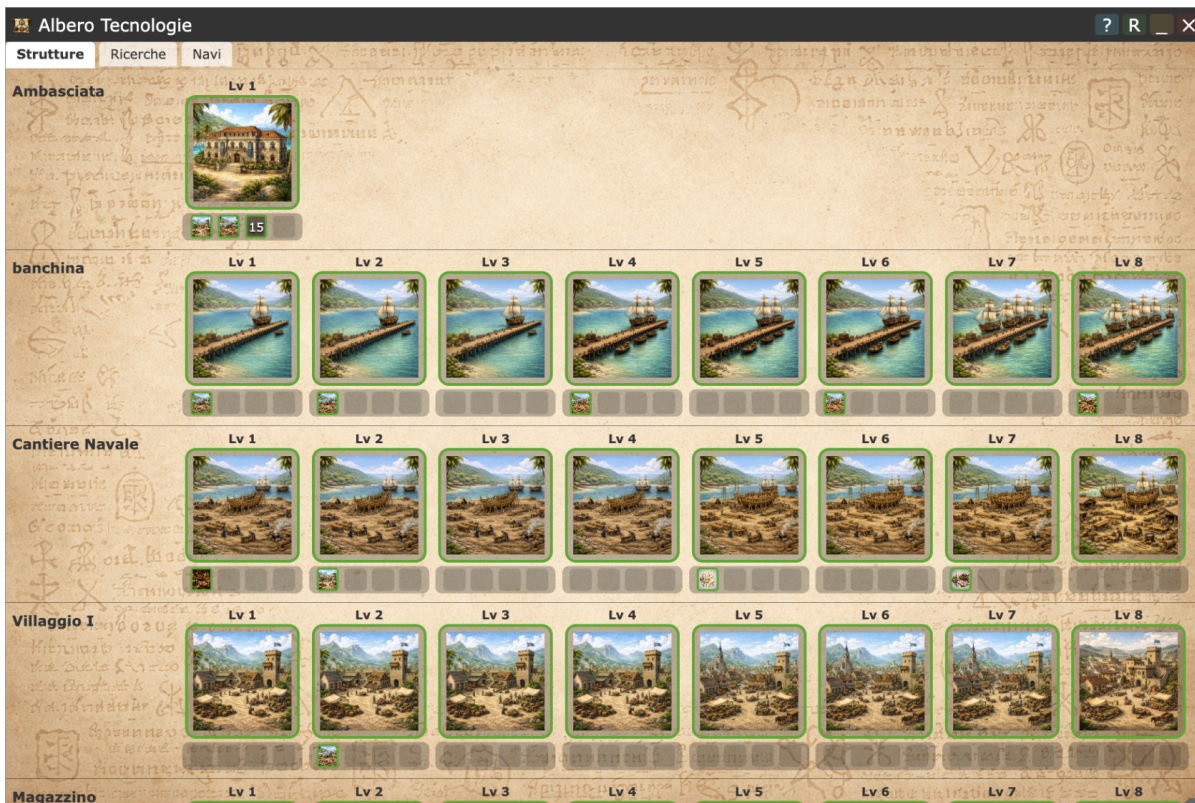 Albero Tecnologie
? R _ X
Strutture Ricerche Navi
Ambasciata
Lv 1
15
banchina
Lv 1 Lv 2 Lv 3 Lv 4 Lv 5 Lv 6 Lv 7 Lv 8
Cantiere Navale
Lv 1 Lv 2 Lv 3 Lv 4 Lv 5 Lv 6 Lv 7 Lv 8
Villaggio I
Lv 1 Lv 2 Lv 3 Lv 4 Lv 5 Lv 6 Lv 7 Lv 8
Magazzino
Lv 1 Lv 2 Lv 3 Lv 4 Lv 5 Lv 6 Lv 7 Lv 8